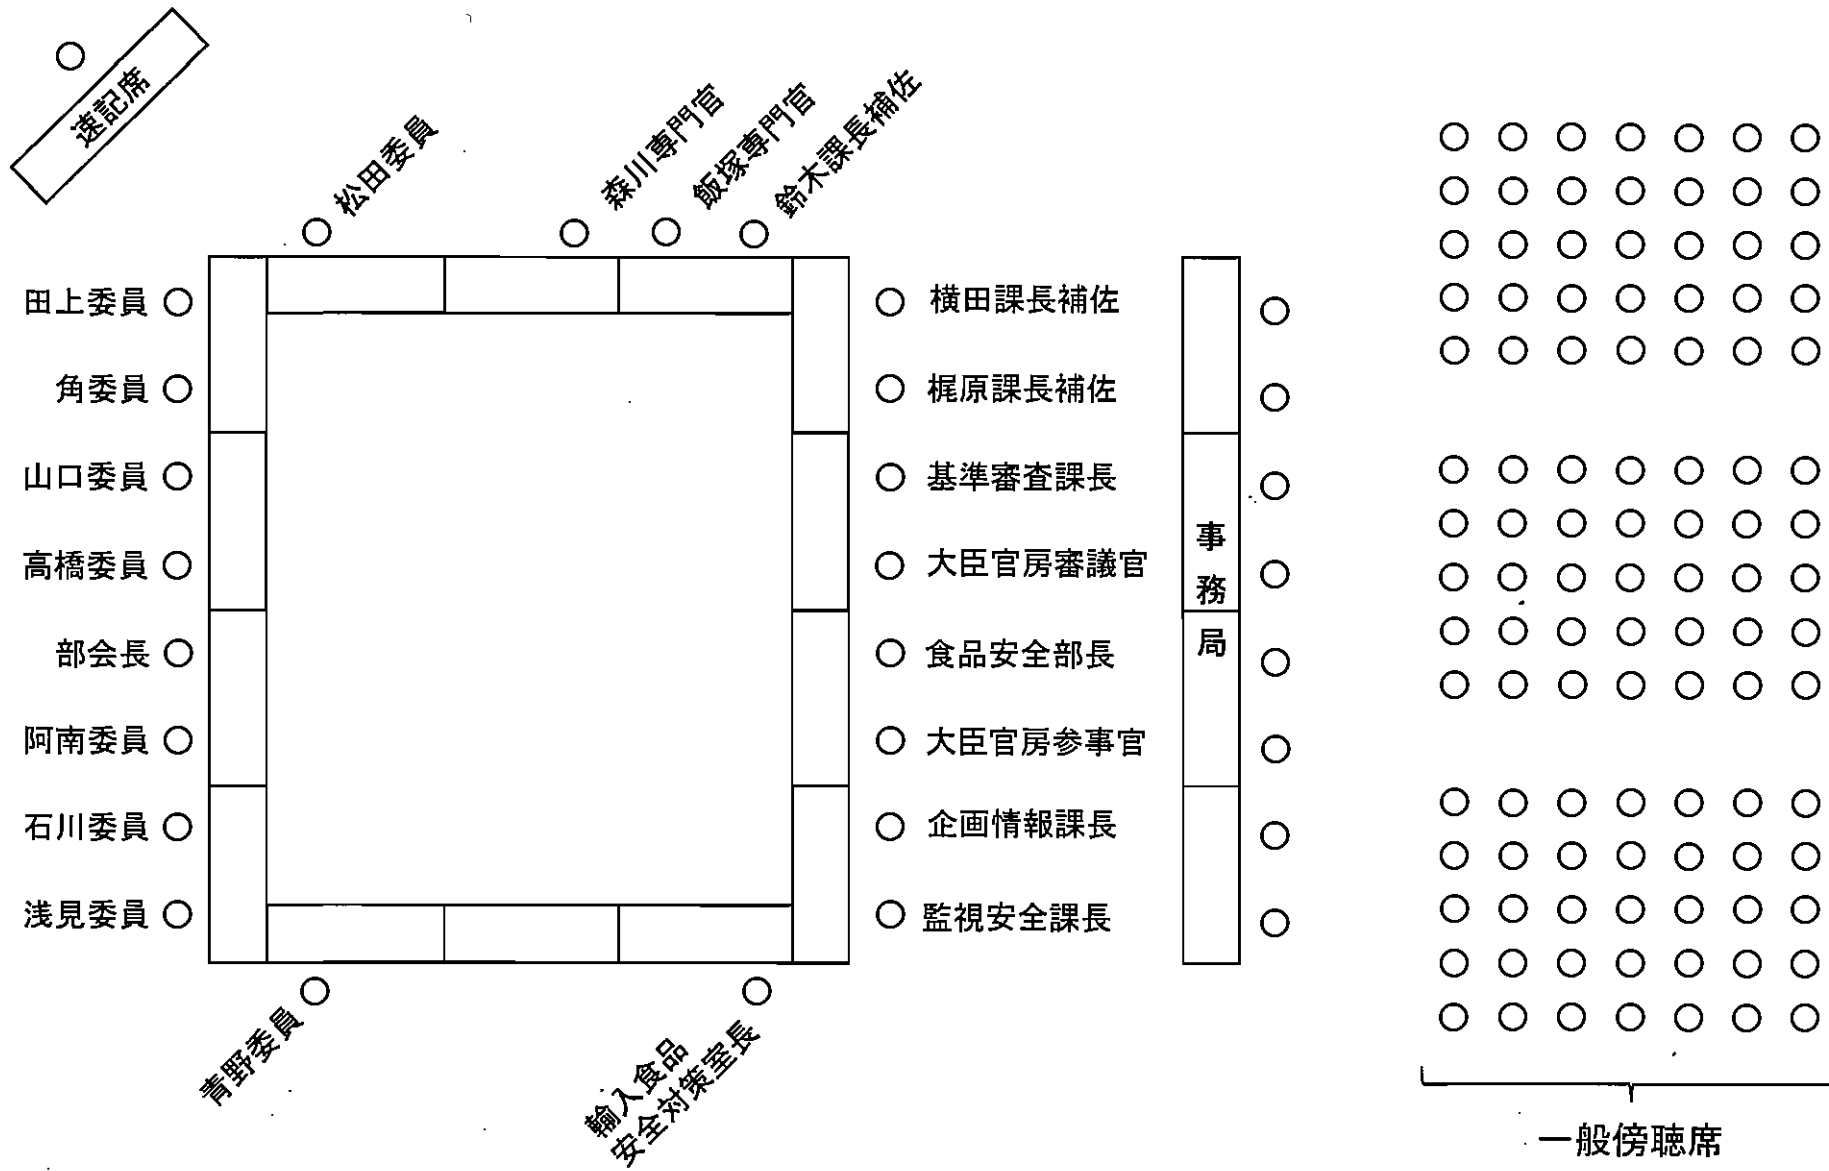 速記席
松田委員
森川専門官
飯塚専門官
鈴木課長補佐
田上委員
角委員
山口委員
高橋委員
部会長
阿南委員
石川委員
浅見委員
横田課長補佐
梶原課長補佐
基準審査課長
大臣官房審議官
食品安全部長
大臣官房参事官
企画情報課長
監視安全課長
事務局
青野委員
輸入食品
安全対策室長
一般傍聴席